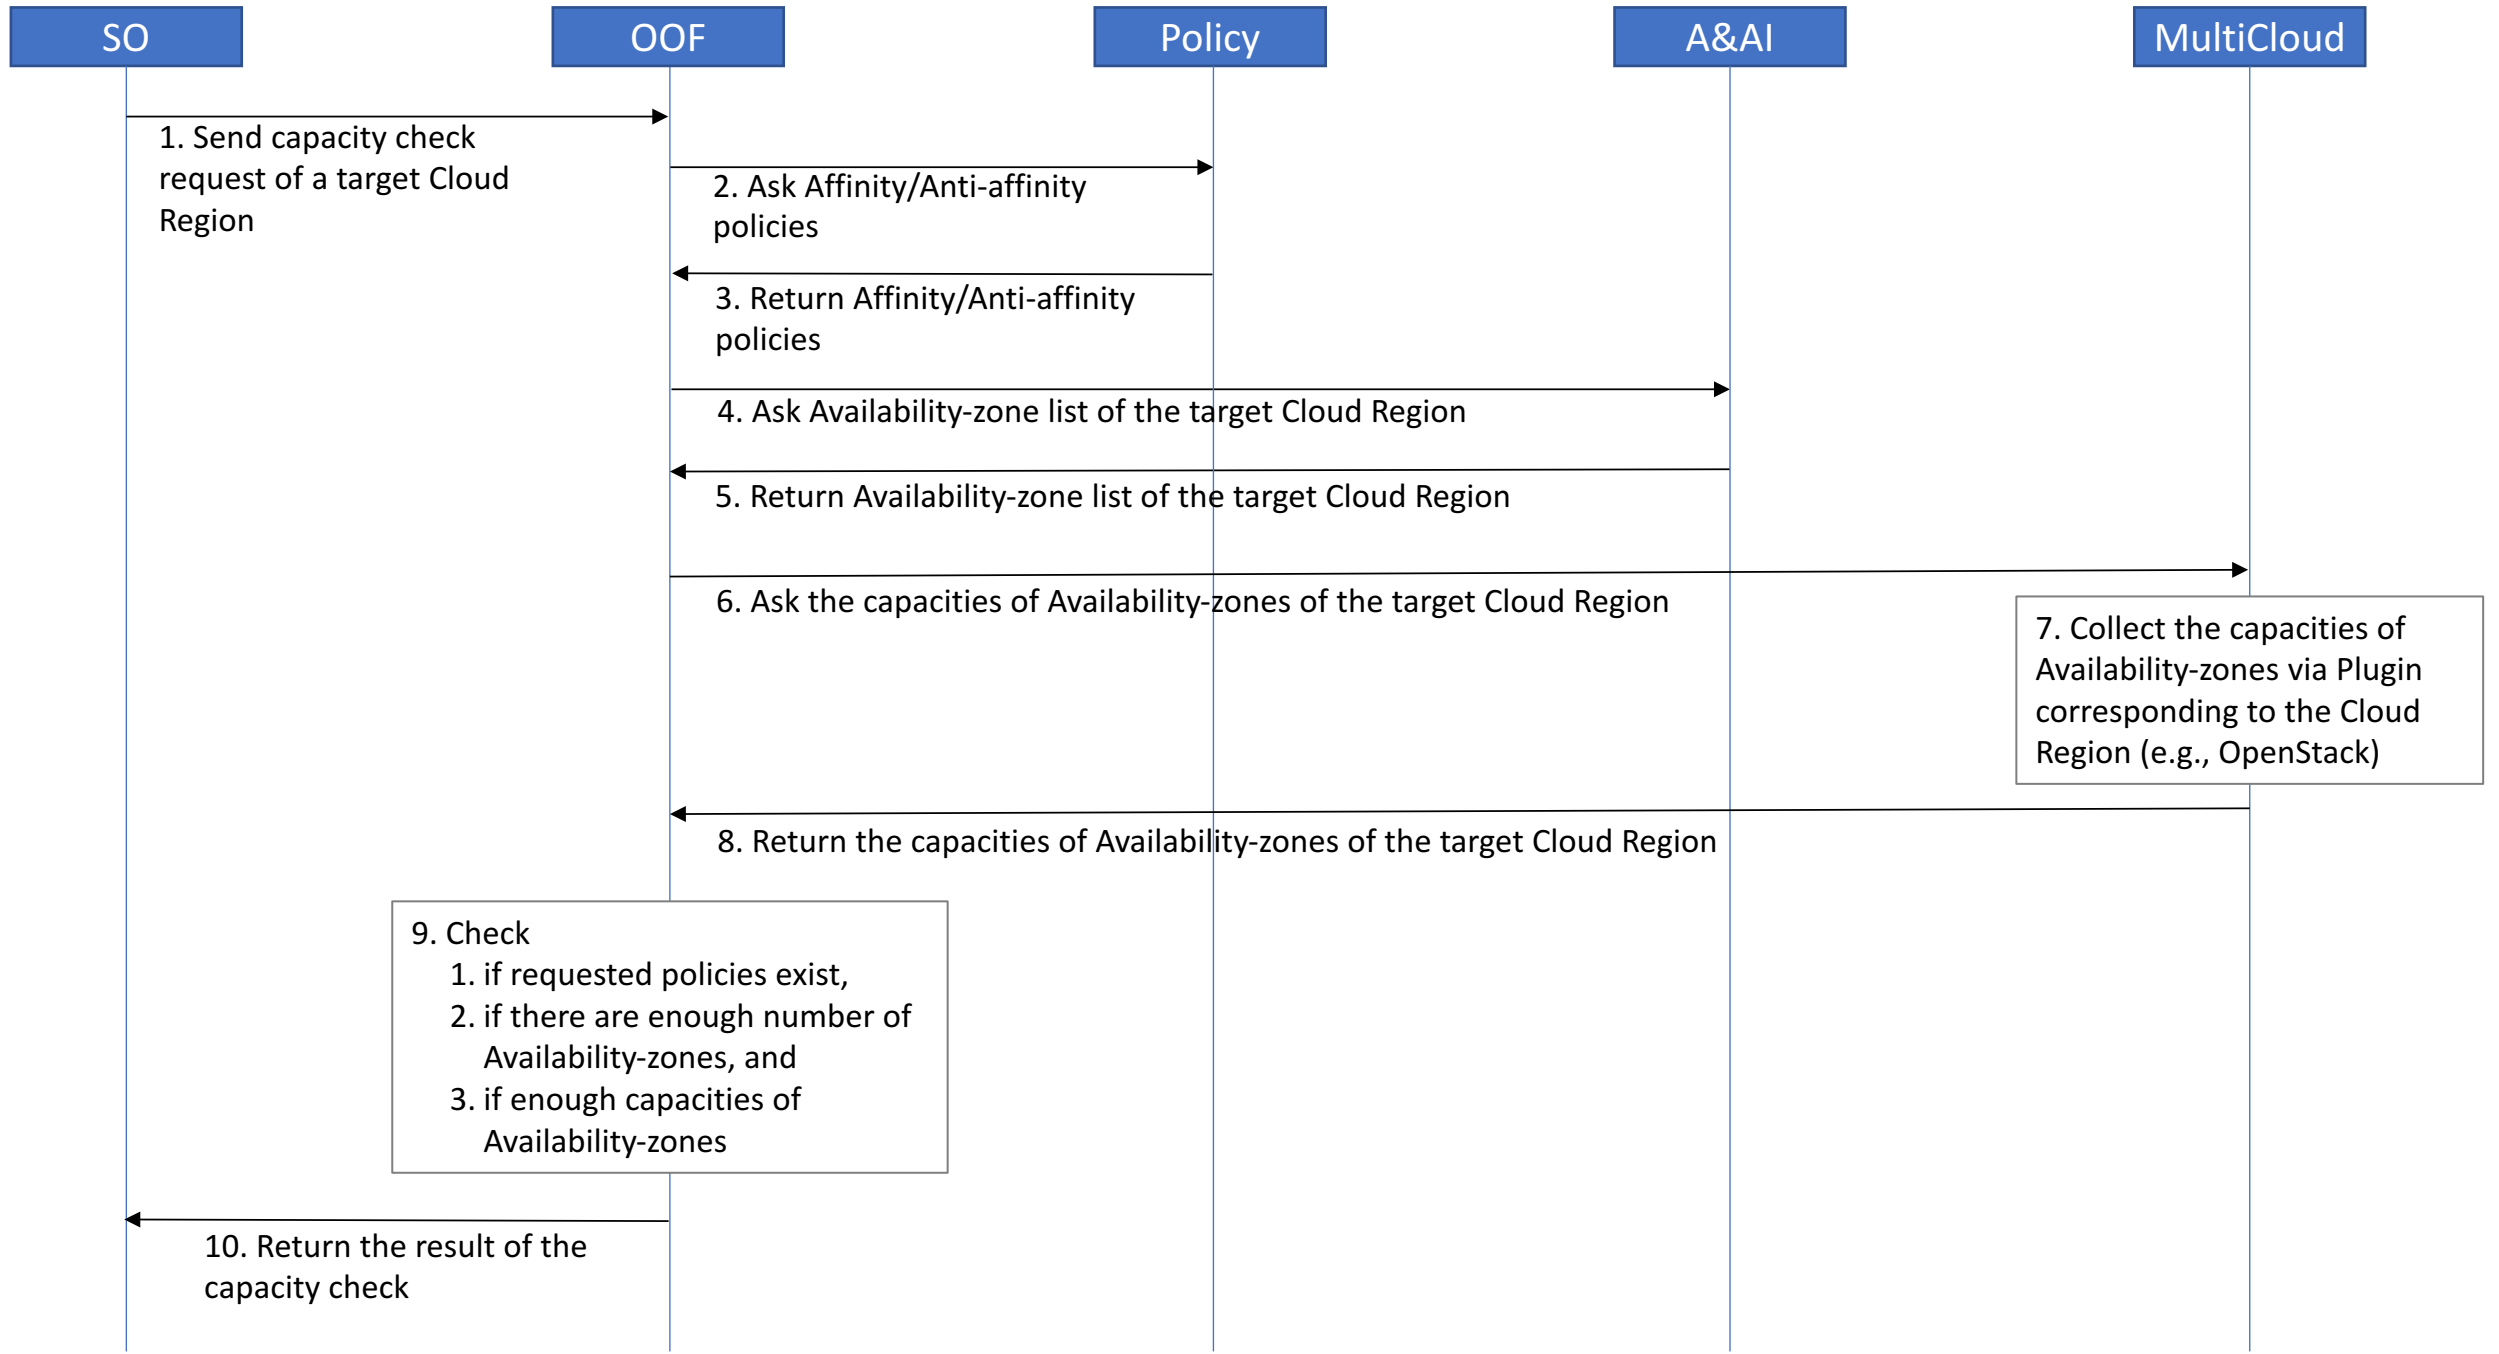 SO
OOF
Policy
A&AI
MultiCloud
1. Send capacity check
request of a target Cloud
Region
2. Ask Affinity/Anti-affinity
policies
3. Return Affinity/Anti-affinity
policies
4. Ask Availability-zone list of the target Cloud Region
5. Return Availability-zone list of the target Cloud Region
6. Ask the capacities of Availability-zones of the target Cloud Region
7. Collect the capacities of
Availability-zones via Plugin
corresponding to the Cloud
Region (e.g., OpenStack)
8. Return the capacities of Availability-zones of the target Cloud Region
9. Check
1. if requested policies exist,
2. if there are enough number of
Availability-zones, and
3. if enough capacities of
Availability-zones
10. Return the result of the
capacity check